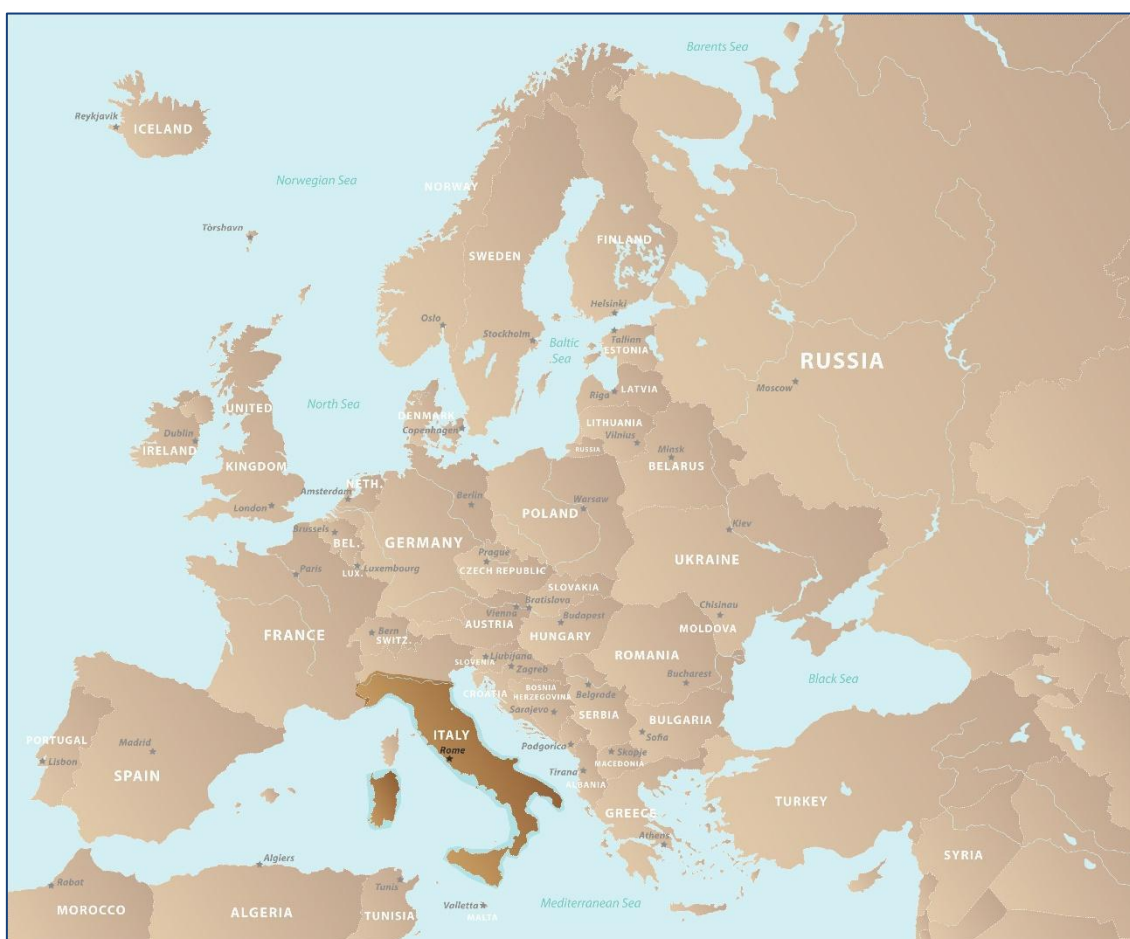 Barents Sea
Reykjavik
ICELAND
Norwegian Sea
NORWAY
Tòrshavn
FINLAND
SWEDEN
Helsinki
Oslo
Stockholm
Tallian
Baltic
Sea
ESTONIA
RUSSIA
Moscow
Riga
LATVIA
North Sea
UNITED
DENMARK
Copenhagen
LITHUANIA
Vilnius
Dublin
IRELAND
RUSSIA
Minsk
BELARUS
KINGDOM
NETH.
Amsterdam
Berlin
London
Warsaw
POLAND
Brussels
BEL.
GERMANY
Kiev
Prague
UKRAINE
Paris
LUX.
Luxembourg
CZECH REPUBLIC
SLOVAKIA
Vienna
Bratislava
Budapest
Chisinau
AUSTRIA
MOLDOVA
FRANCE
Bern
SWITZ.
HUNGARY
ROMANIA
SLOVENIA
Ljubijana
Zagreb
Black Sea
Bucharest
CROATIA
BOSNIA
HERZEGOVINA
Belgrade
Sarajevo
SERBIA
BULGARIA
PORTUGAL
Madrid
ITALY
Rome
Sofia
Podgorica
Skopje
MACEDONIA
Lisbon
SPAIN
Tirana
ALBANIA
TURKEY
GREECE
Athens
Algiers
SYRIA
Rabat
Tunis
MOROCCO
ALGERIA
TUNISIA
Valletta
MALTA
Mediterranean Sea